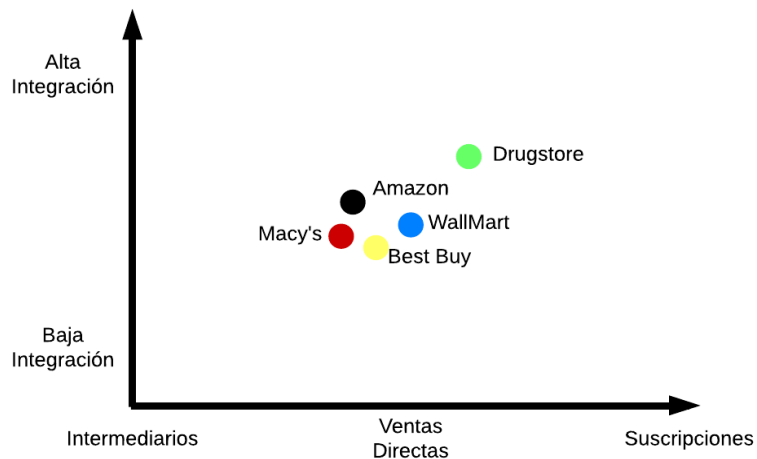 Alta
Integración
Drugstore
Amazon
WallMart
Macy's
Best Buy
Baja
Integración
Ventas
Directas
Intermediarios
Suscripciones